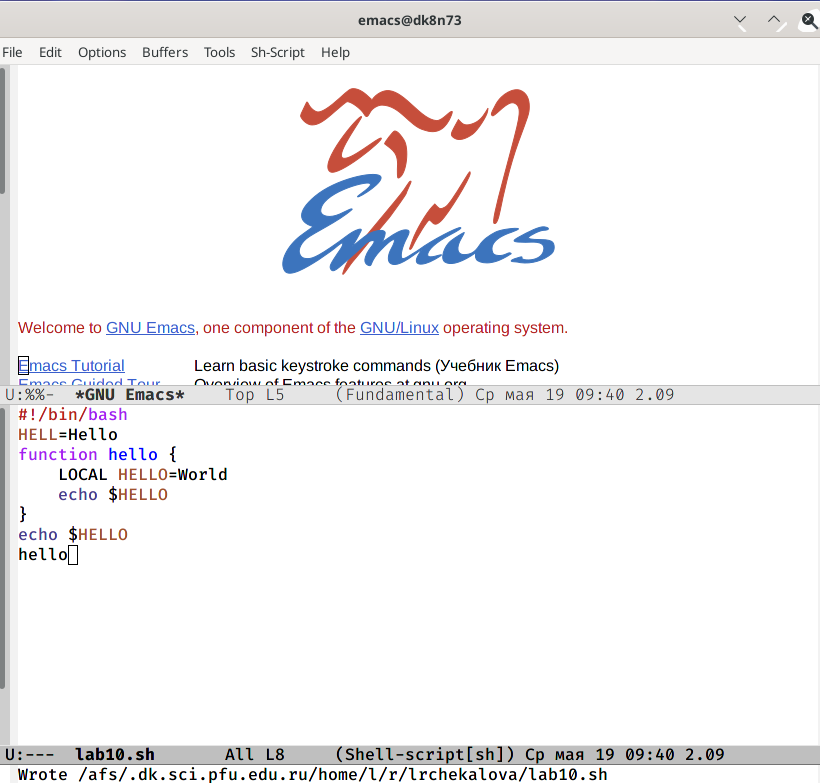 emacs@dk8n73
File Edit Options Buffers Tools Sh-Script Help
Emacs
Welcome to GNU Emacs, one component of the GNU/Linux operating system.
Emacs Tutorial Learn basic keystroke commands (Учебник Emacs)
Emacs Guided Tour Overview of Emacs features at gnu.org
U:%%- *GNU Emacs* Top L5 (Fundamental) Ср мая 19 09:40 2.09
#!/bin/bash
HELL=Hello
function hello {
    LOCAL HELLO=World
    echo $HELLO
}
echo $HELLO
hello
U:--- lab10.sh All L8 (Shell-script[sh]) Ср мая 19 09:40 2.09
Wrote /afs/.dk.sci.pfu.edu.ru/home/l/r/lrchekalova/lab10.sh